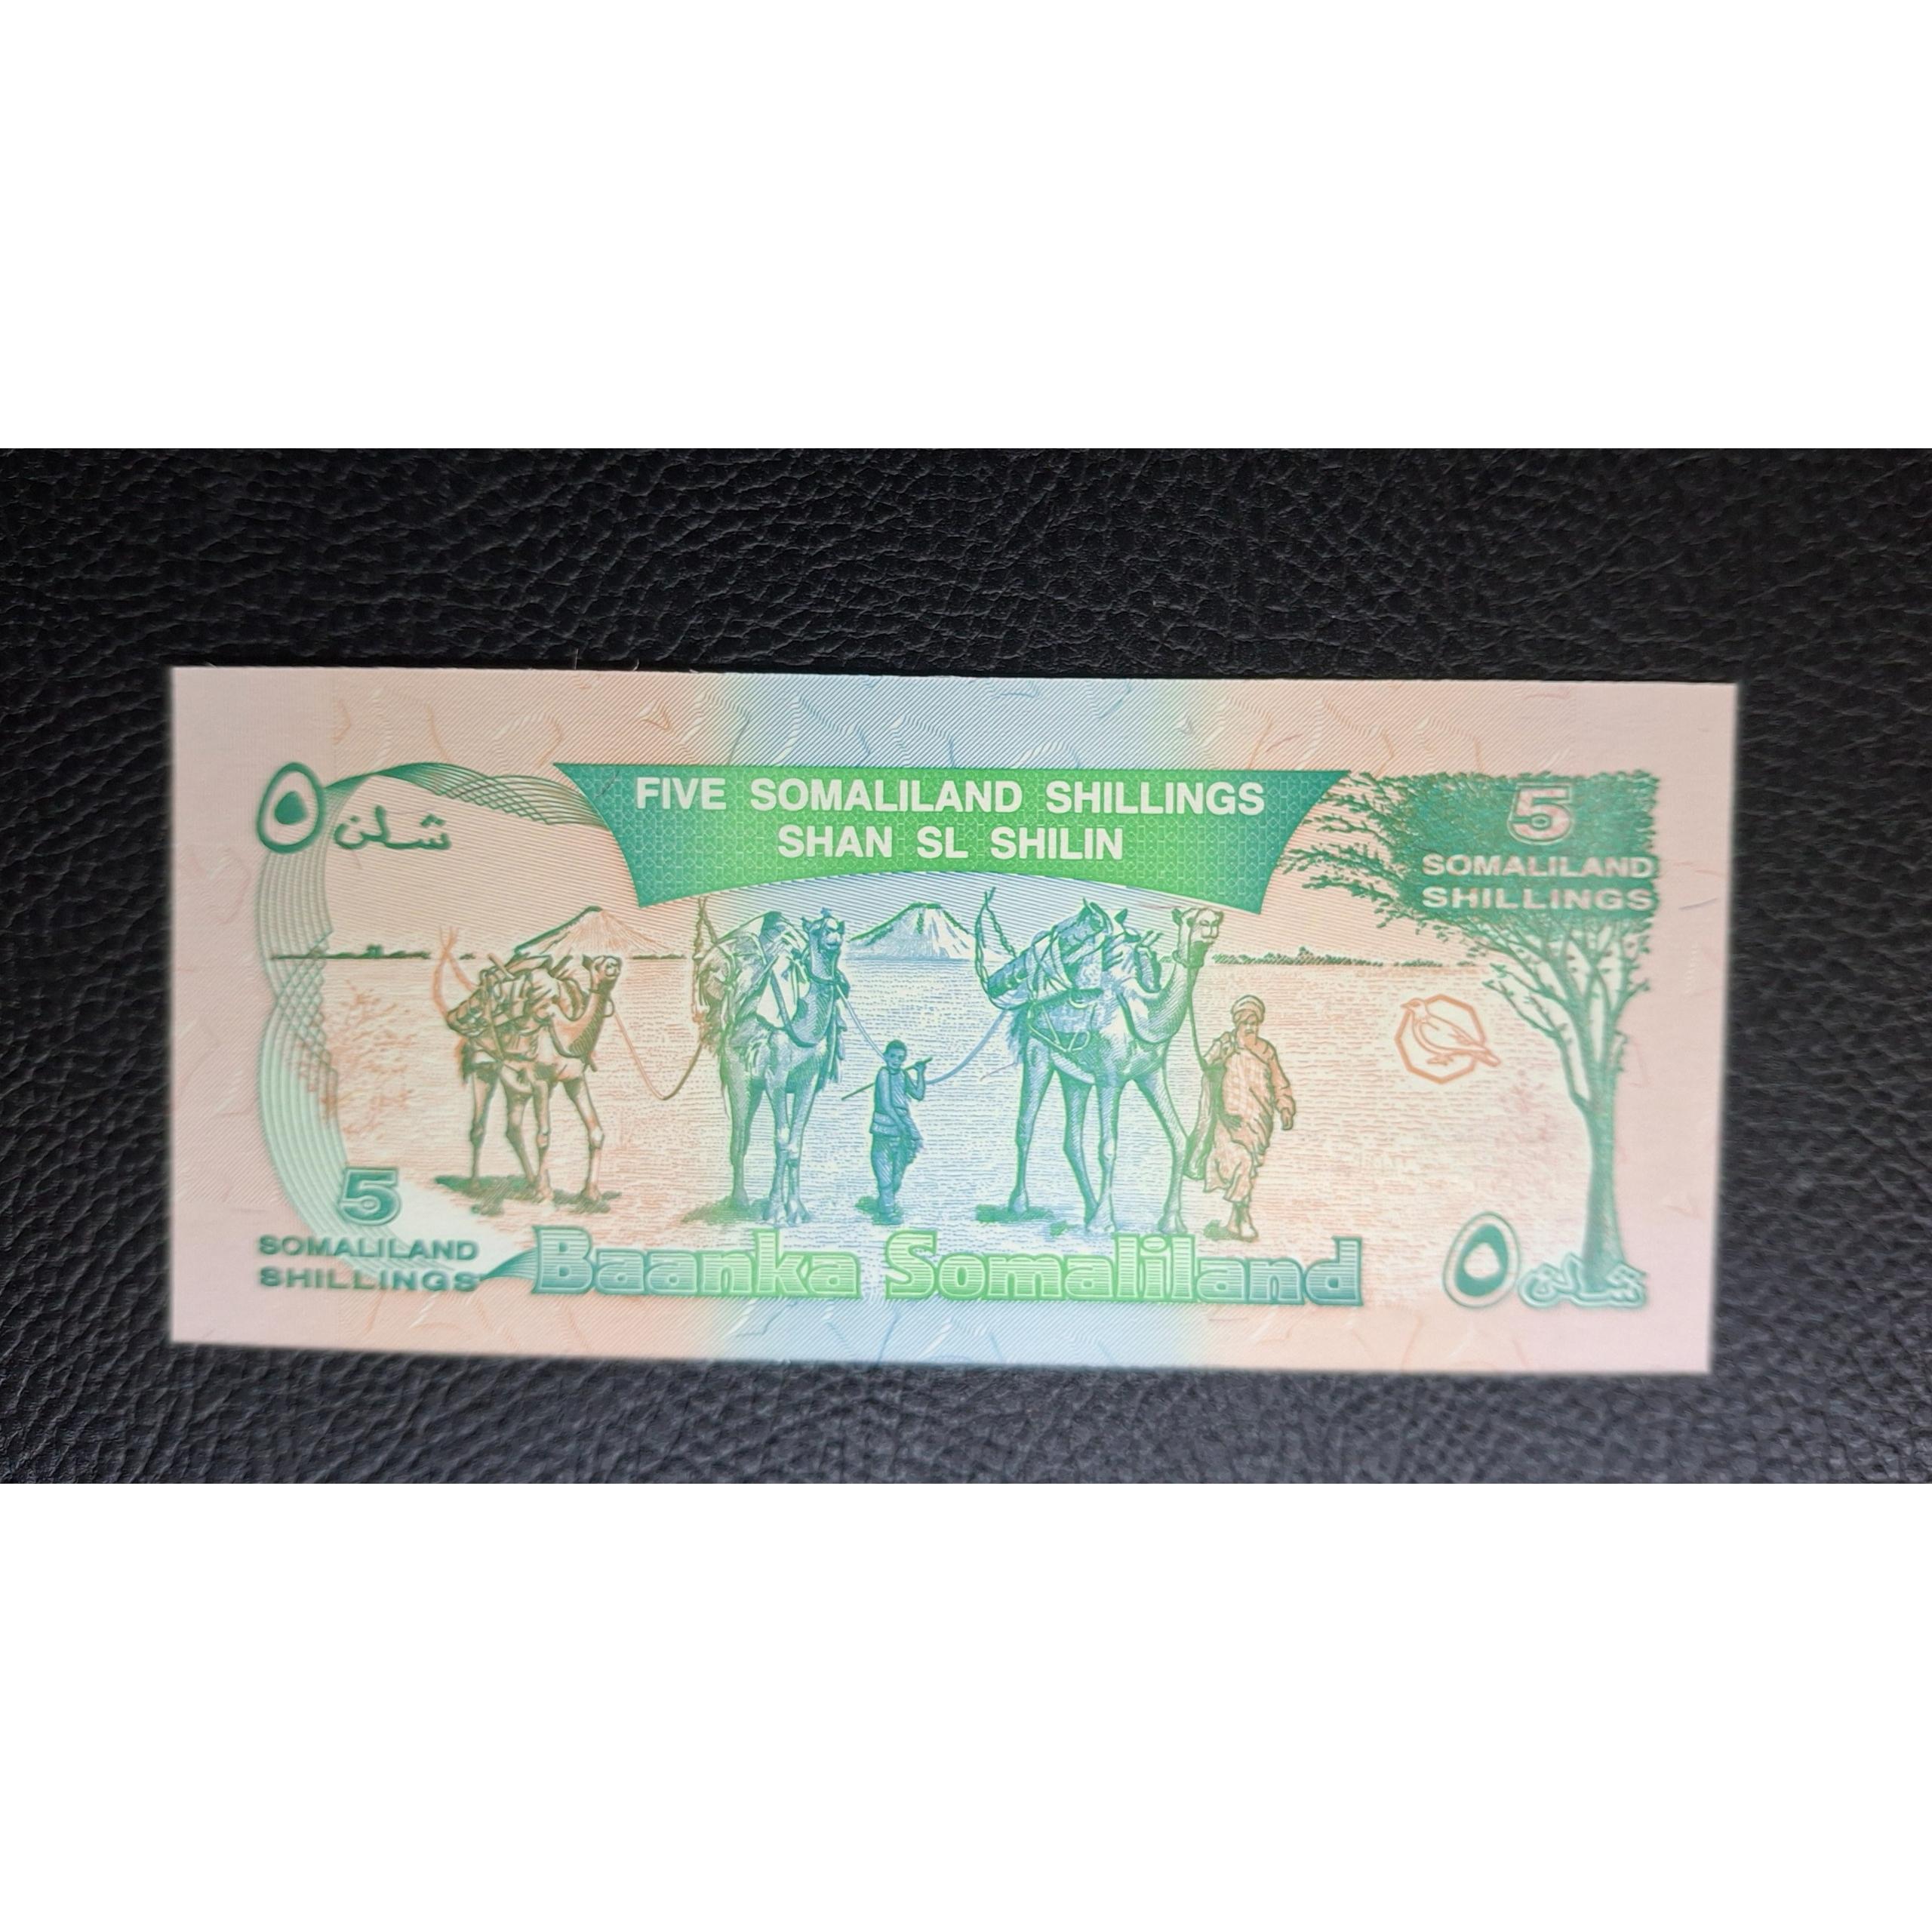 FIVE SOMALILAND SHILLINGS
SHAN SL SHILIN
٥ شلن
5
SOMALILAND
SHILLINGS
5
SOMALILAND
SHILLINGS
Baanka Somaliland
٥ شلن